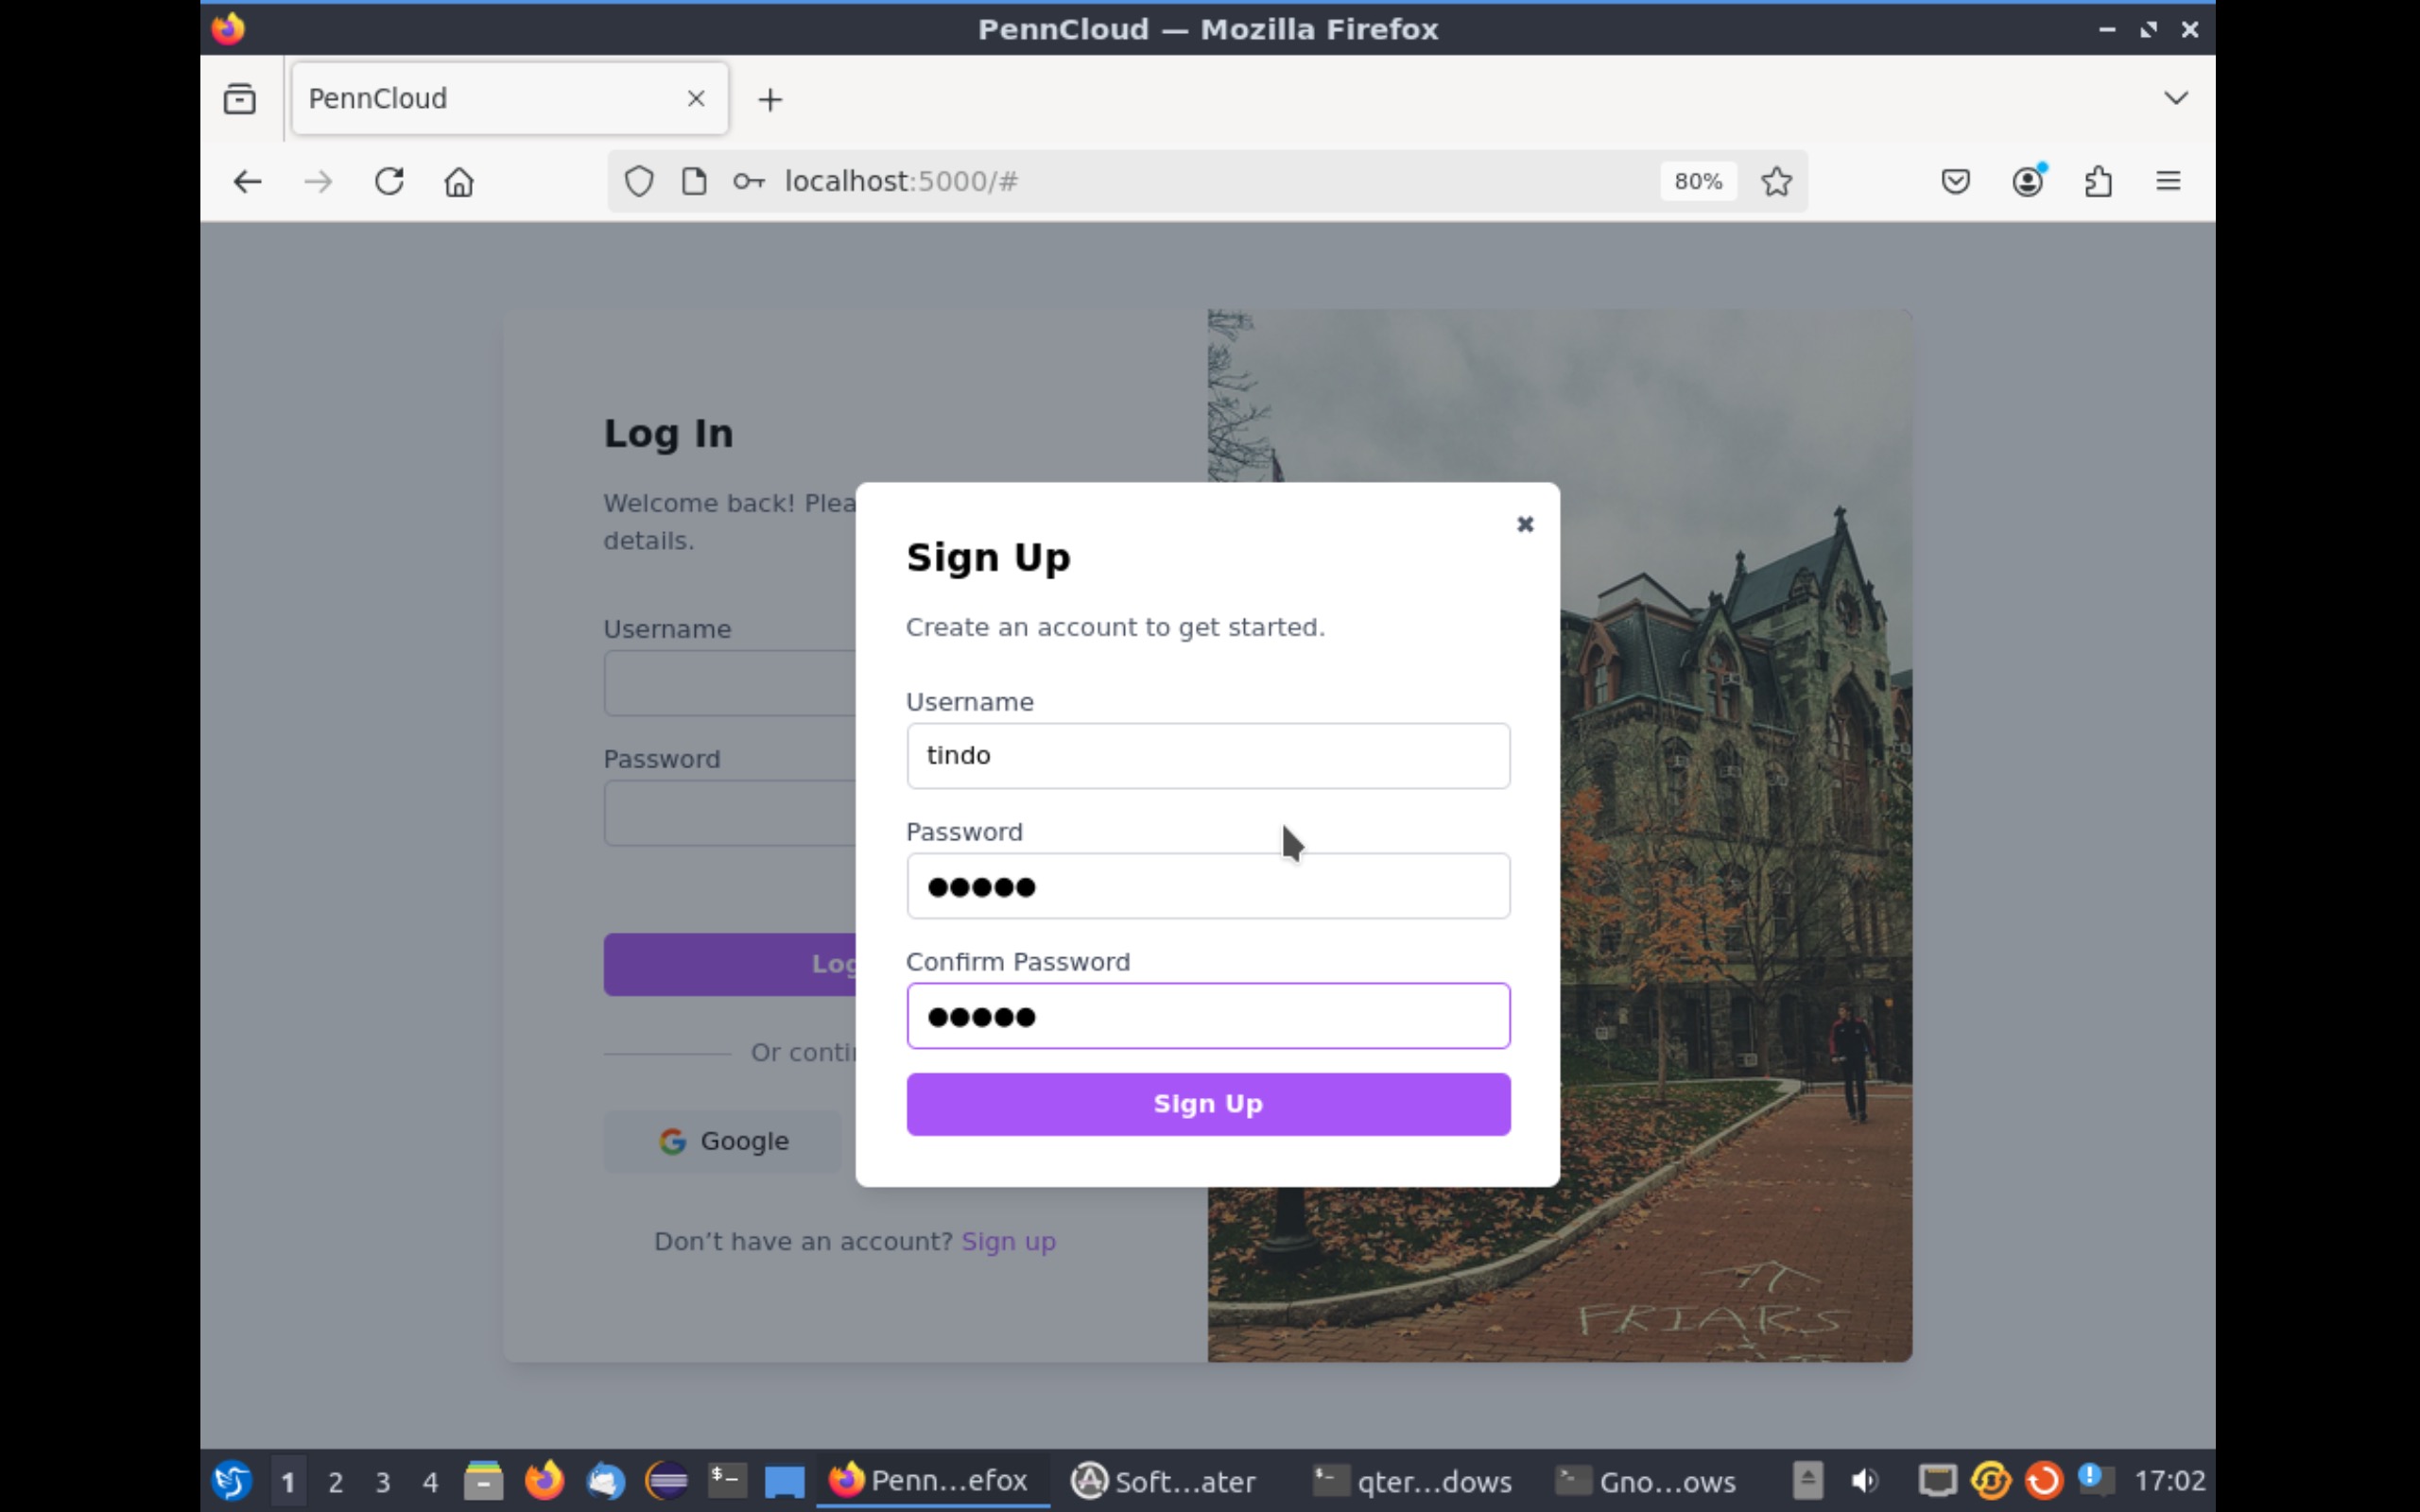 PennCloud — Mozilla Firefox
PennCloud
localhost:5000/#
80%
Log In
Welcome back! Plea
details.
Username
Password
Log
Or contin
Google
Don’t have an account? Sign up
Sign Up
Create an account to get started.
Username
tindo
Password
●●●●●
Confirm Password
●●●●●
Sign Up
FRIARS
1 2 3 4 $– Penn...efox Soft...ater qter...dows Gno...ows 17:02